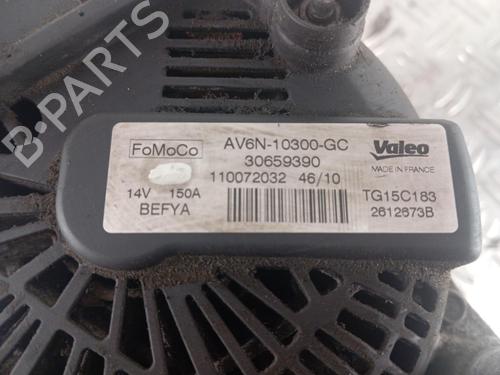 B-PARTS
FoMoCo
AV6N-10300-GC
30659390
110072032 46/10
14V 150A
BEFYA
Valeo
MADE IN FRANCE
TG15C183
2612673B